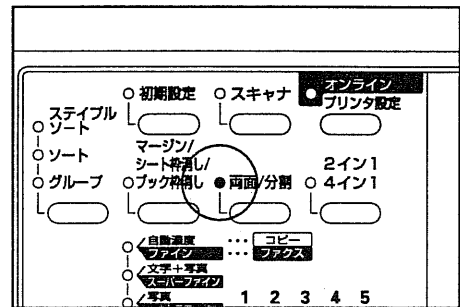 初期設定
スキャナ
オンライン
プリンタ設定
ステイプル
ソート
ソート
グループ
マージン/
シート枠消し/
ブック枠消し
両面/分割
2イン1
4イン1
自動濃度
ファイン
コピー
ファクス
文字+写真
スーパーファイン
写真
1 2 3 4 5